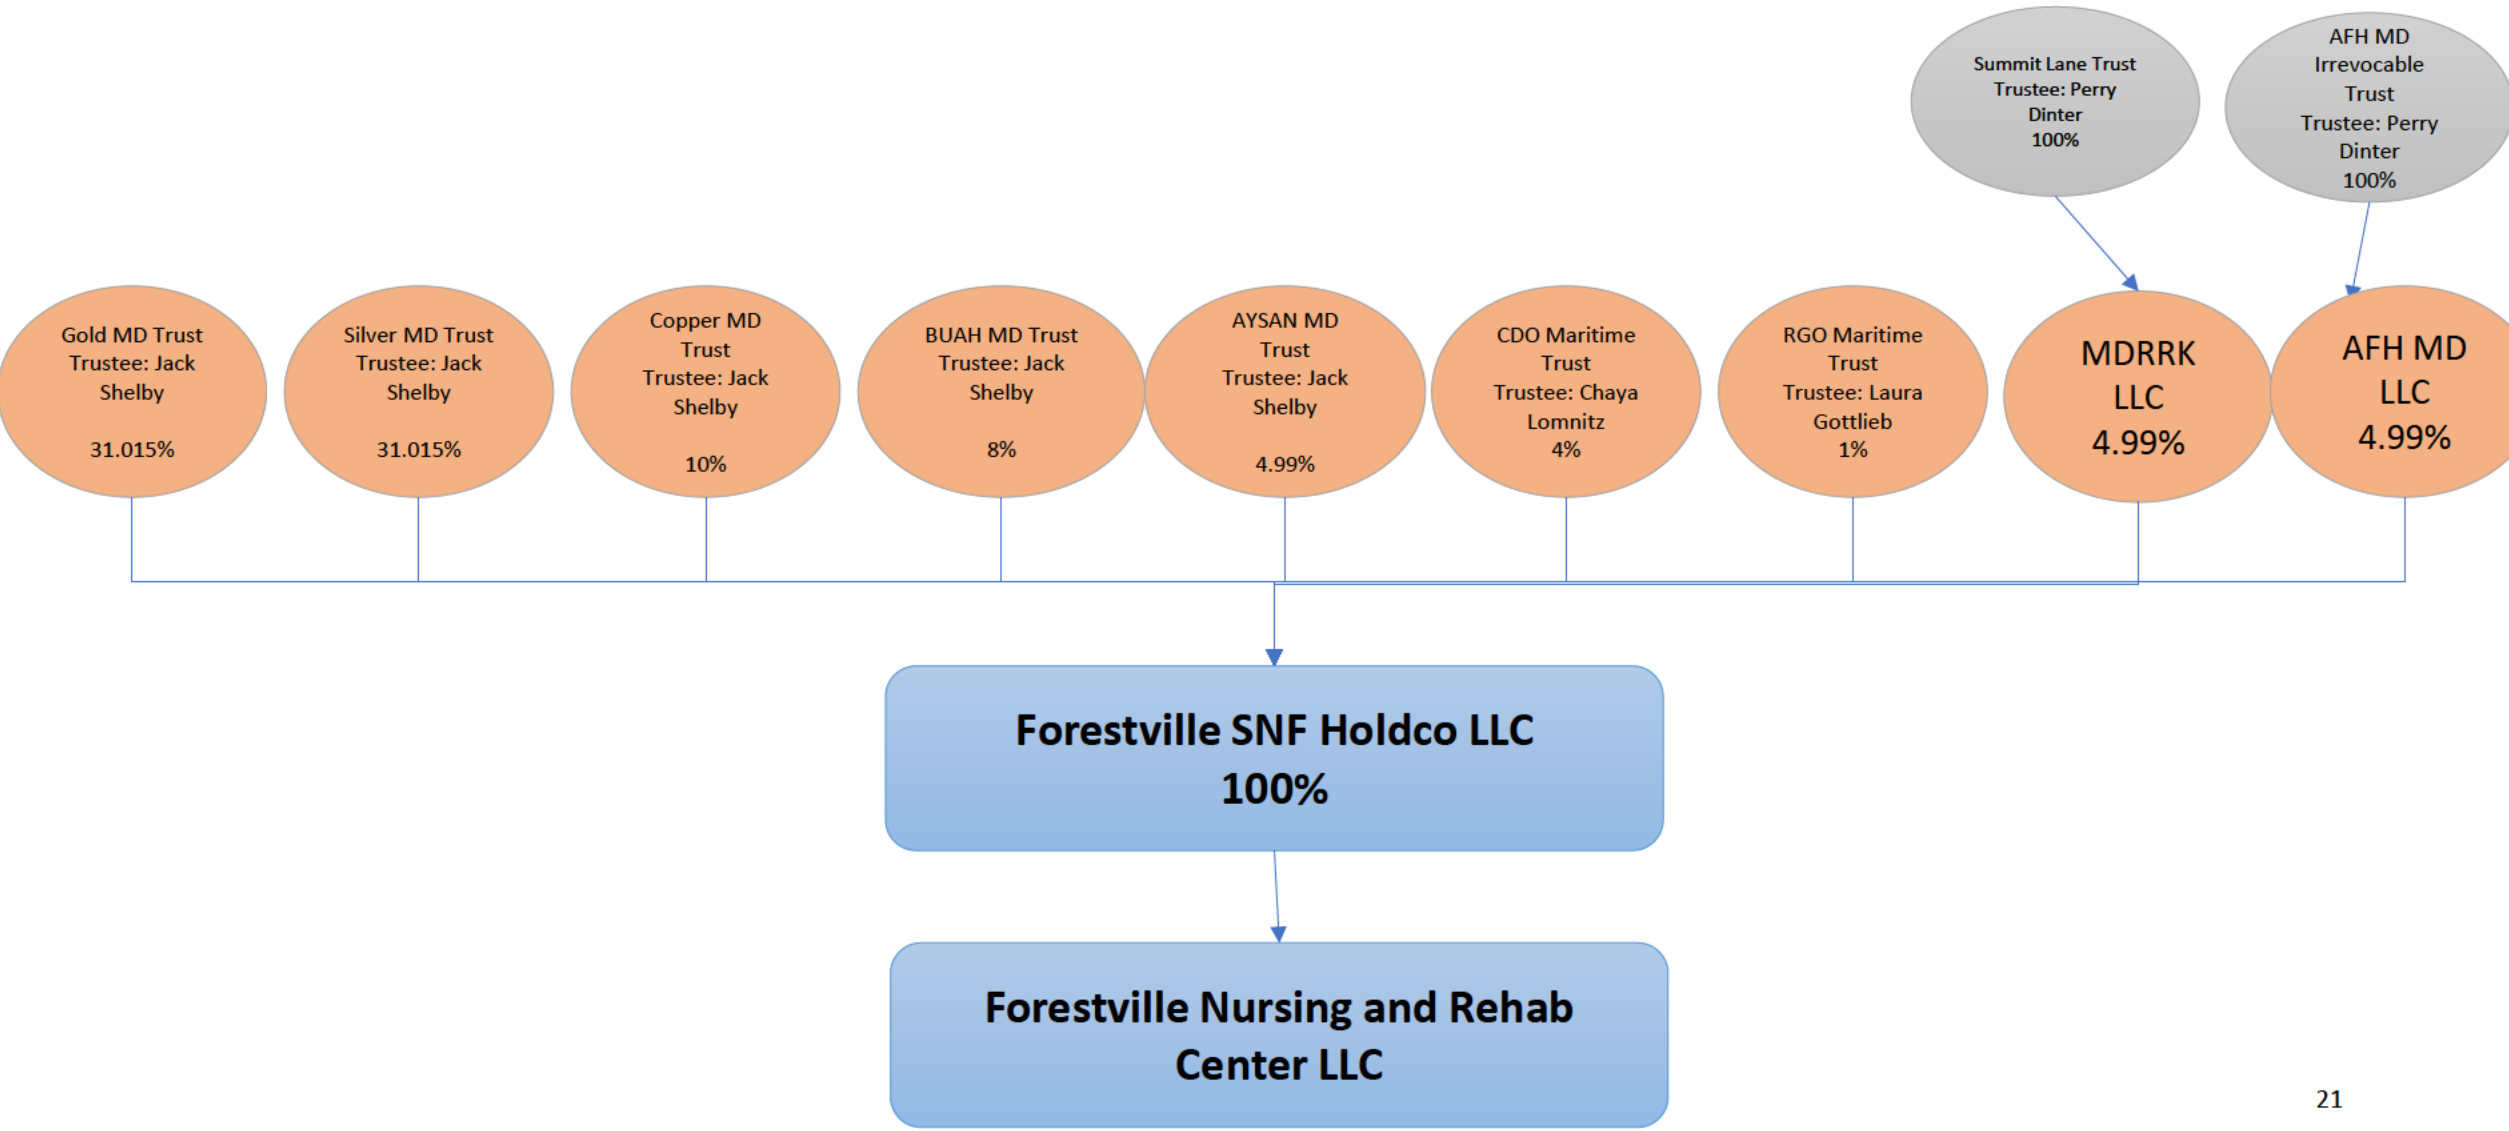 Summit Lane Trust
Trustee: Perry
Dinter
100%
AFH MD
Irrevocable
Trust
Trustee: Perry
Dinter
100%
Gold MD Trust
Trustee: Jack
Shelby
31.015%
Silver MD Trust
Trustee: Jack
Shelby
31.015%
Copper MD
Trust
Trustee: Jack
Shelby
10%
BUAH MD Trust
Trustee: Jack
Shelby
8%
AYSAN MD
Trust
Trustee: Jack
Shelby
4.99%
CDO Maritime
Trust
Trustee: Chaya
Lomnitz
4%
RGO Maritime
Trust
Trustee: Laura
Gottlieb
1%
MDRRK
LLC
4.99%
AFH MD
LLC
4.99%
Forestville SNF Holdco LLC
100%
Forestville Nursing and Rehab
Center LLC
21